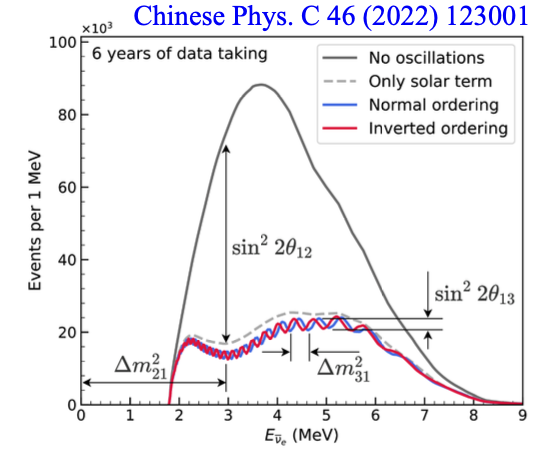 Chinese Phys. C 46 (2022) 123001
×10³
6 years of data taking
No oscillations
Only solar term
Normal ordering
Inverted ordering
Events per 1 MeV
100
80
60
40
20
0
sin² 2θ₁₂
sin² 2θ₁₃
Δm²₂₁
Δm²₃₁
0 1 2 3 4 5 6 7 8 9
E_ν̄ₑ (MeV)